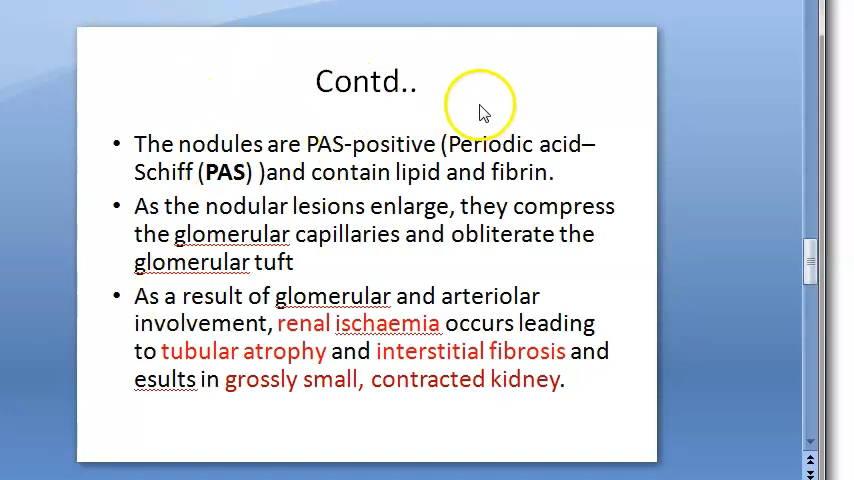 Contd..
• The nodules are PAS-positive (Periodic acid–
Schiff (PAS) )and contain lipid and fibrin.
• As the nodular lesions enlarge, they compress
the glomerular capillaries and obliterate the
glomerular tuft
• As a result of glomerular and arteriolar
involvement, renal ischaemia occurs leading
to tubular atrophy and interstitial fibrosis and
esults in grossly small, contracted kidney.